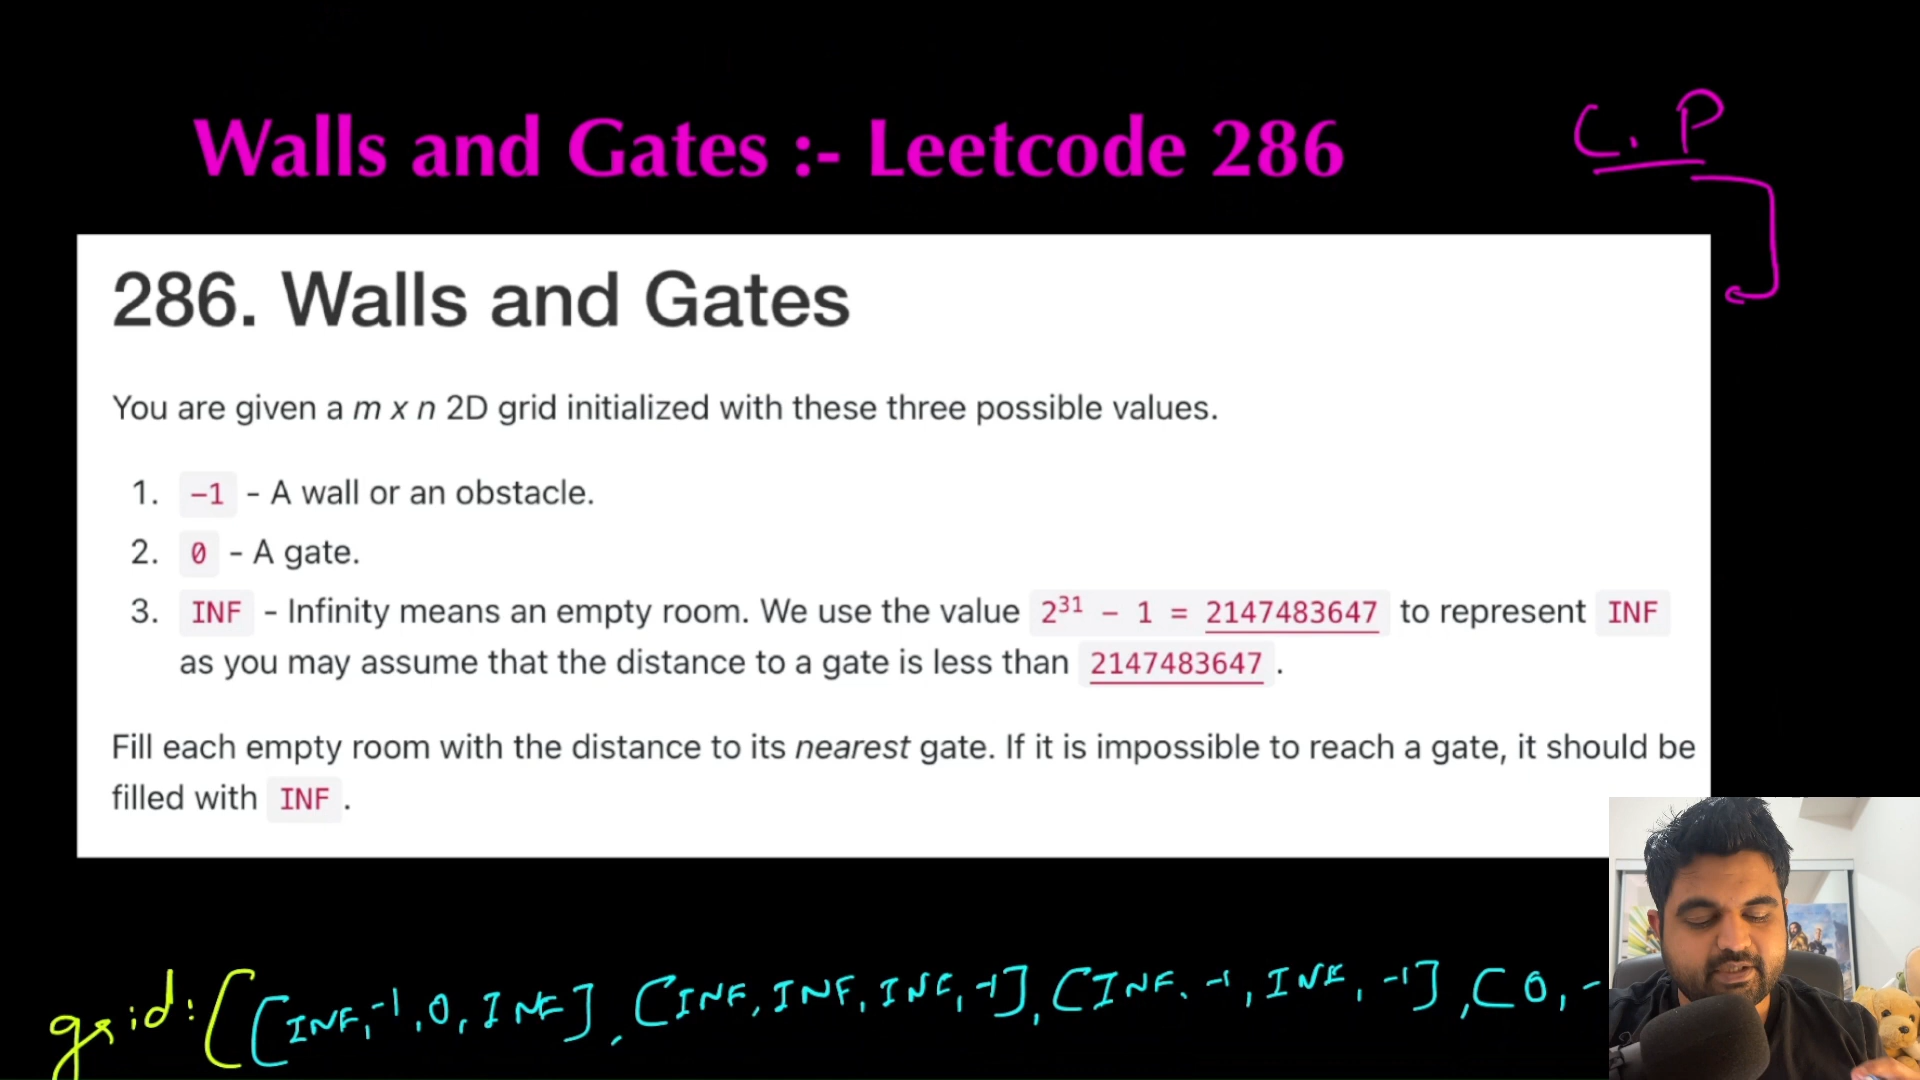 Walls and Gates :- Leetcode 286
C.P
286. Walls and Gates
You are given a m x n 2D grid initialized with these three possible values.
1. -1 - A wall or an obstacle.
2. 0 - A gate.
3. INF - Infinity means an empty room. We use the value 2³¹ - 1 = 2147483647 to represent INF
as you may assume that the distance to a gate is less than 2147483647 .
Fill each empty room with the distance to its nearest gate. If it is impossible to reach a gate, it should be
filled with INF .
grid:[[INF,-1,0,INF],[INF,INF,INF,-1],[INF,-1,INF,-1],[0,-